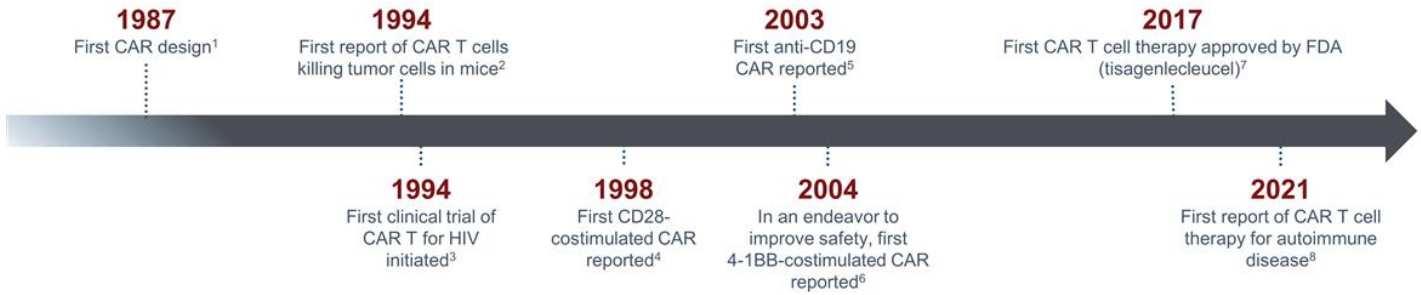 1987
First CAR design¹
1994
First report of CAR T cells
killing tumor cells in mice²
2003
First anti-CD19
CAR reported⁵
2017
First CAR T cell therapy approved by FDA
(tisagenlecleucel)⁷
1994
First clinical trial of
CAR T for HIV
initiated³
1998
First CD28-
costimulated CAR
reported⁴
2004
In an endeavor to
improve safety, first
4-1BB-costimulated CAR
reported⁶
2021
First report of CAR T cell
therapy for autoimmune
disease⁸